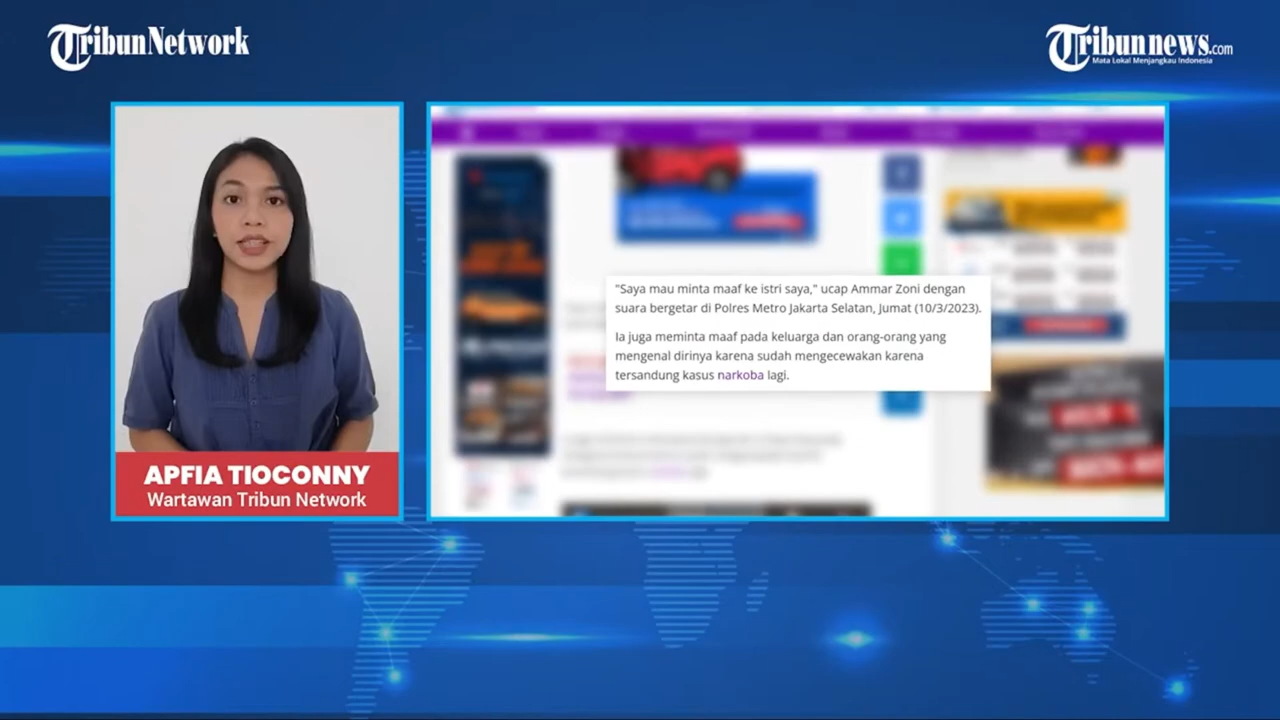 TribunNetwork
Tribunnews.com
Mata Lokal Menjangkau Indonesia
"Saya mau minta maaf ke istri saya," ucap Ammar Zoni dengan
suara bergetar di Polres Metro Jakarta Selatan, Jumat (10/3/2023).
Ia juga meminta maaf pada keluarga dan orang-orang yang
mengenal dirinya karena sudah mengecewakan karena
tersandung kasus narkoba lagi.
APFIA TIOCONNY
Wartawan Tribun Network